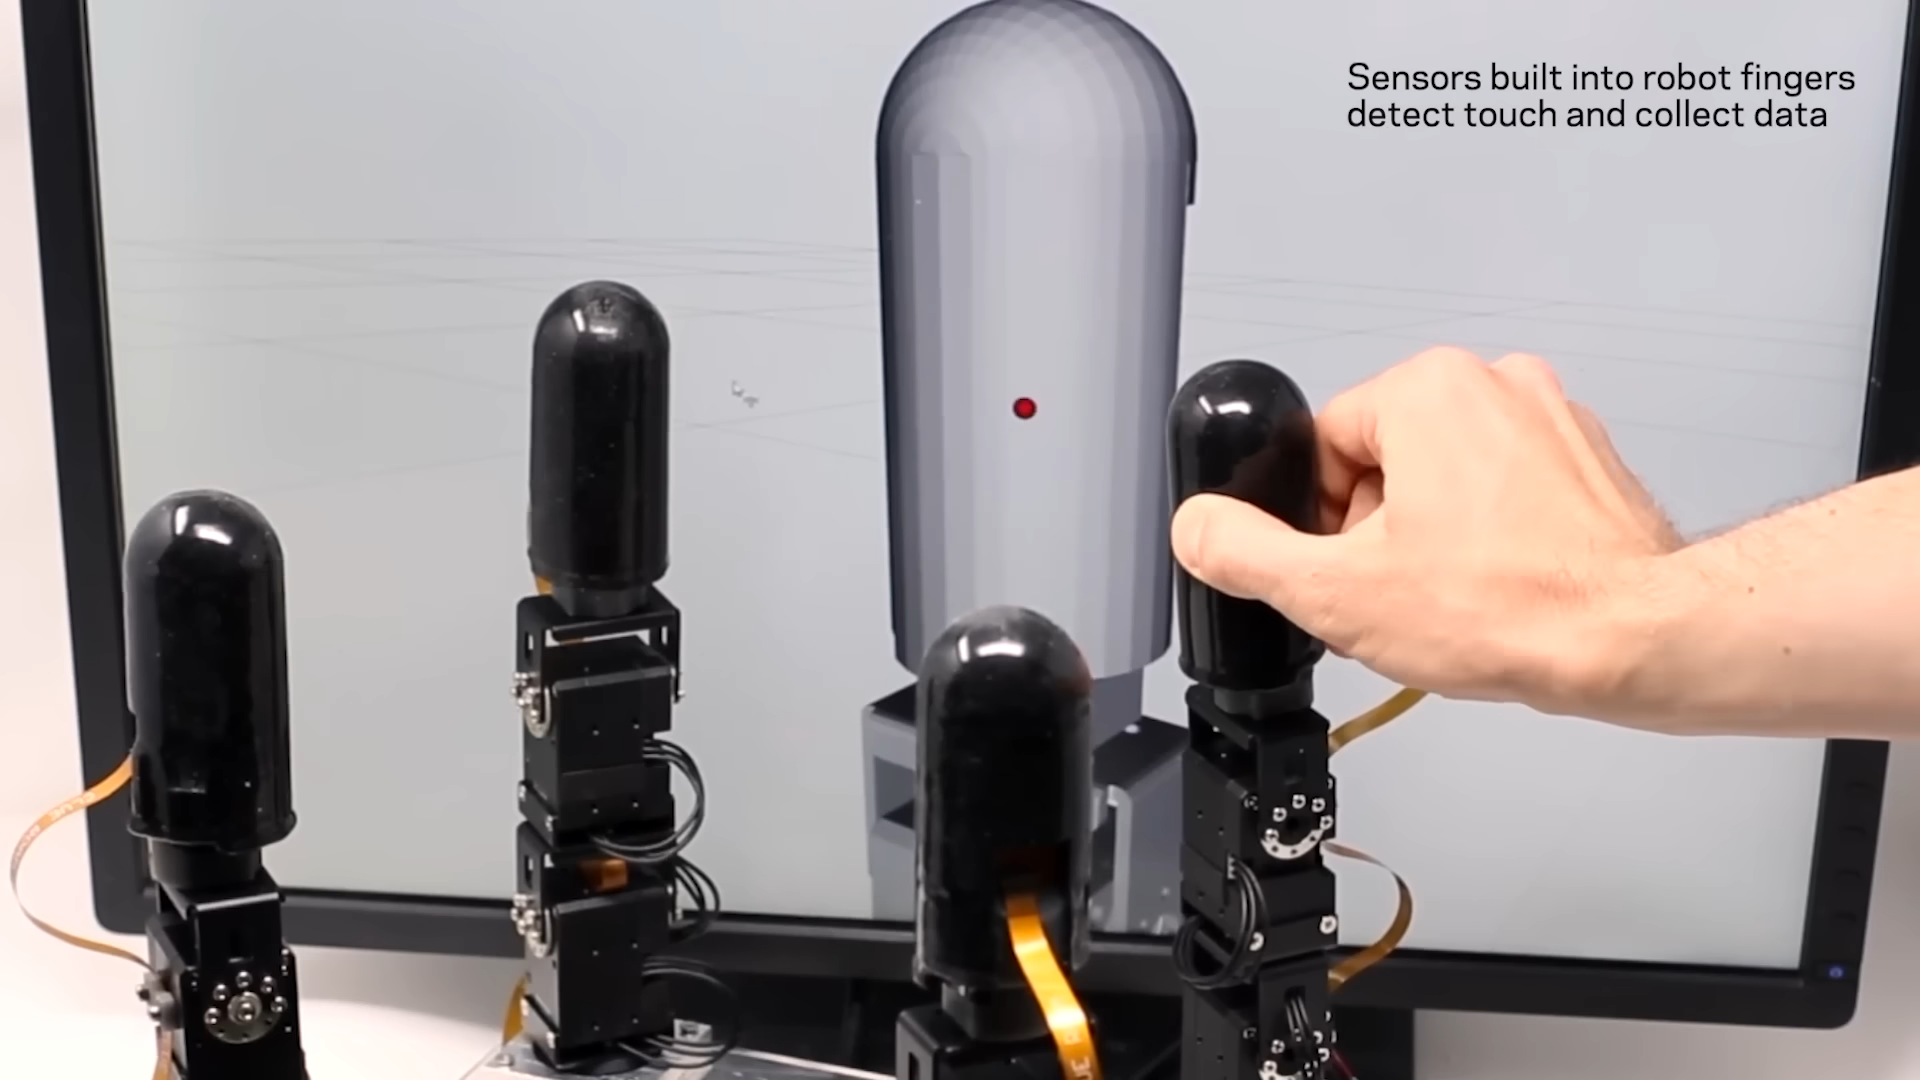 Sensors built into robot fingers
detect touch and collect data